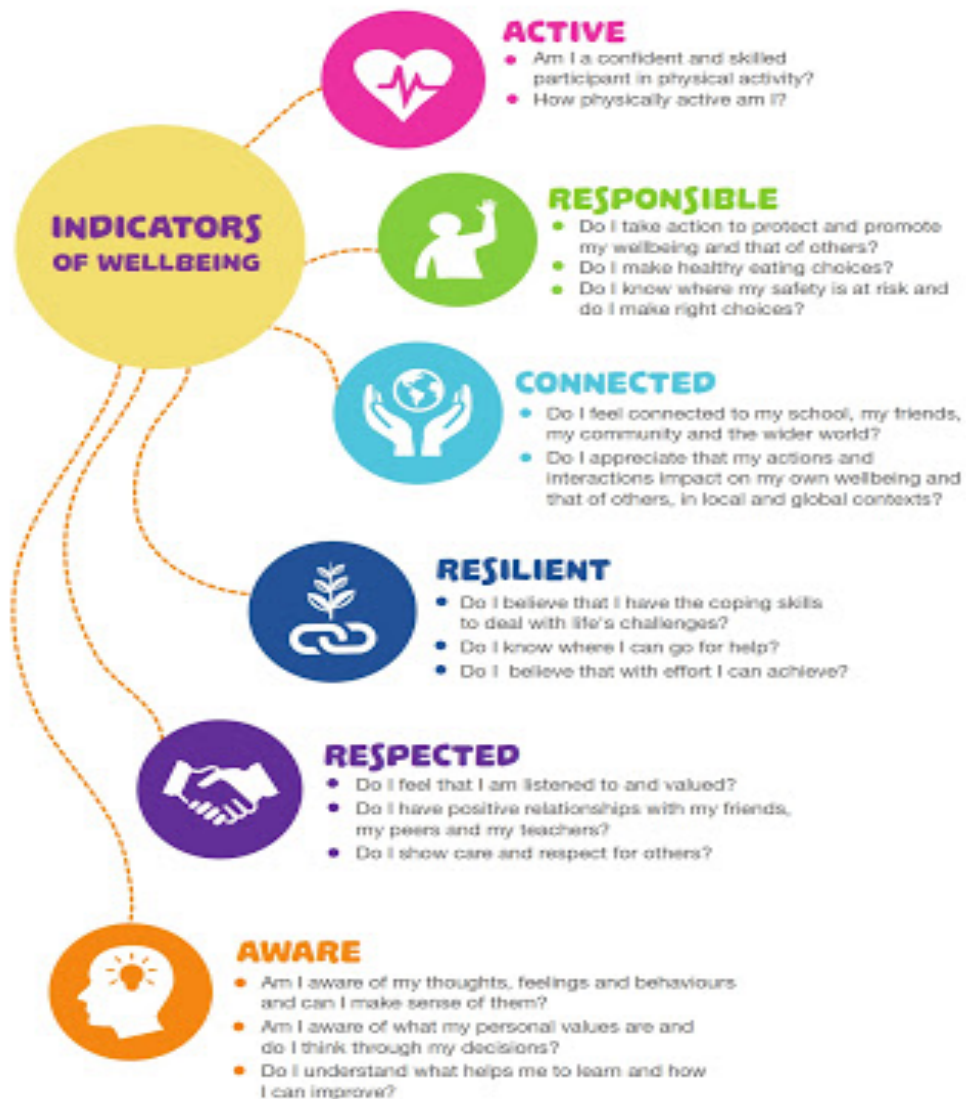 INDICATORS
OF WELLBEING
ACTIVE
• Am I a confident and skilled
participant in physical activity?
• How physically active am I?
RESPONSIBLE
• Do I take action to protect and promote
my wellbeing and that of others?
• Do I make healthy eating choices?
• Do I know where my safety is at risk and
do I make right choices?
CONNECTED
• Do I feel connected to my school, my friends,
my community and the wider world?
• Do I appreciate that my actions and
interactions impact on my own wellbeing and
that of others, in local and global contexts?
RESILIENT
• Do I believe that I have the coping skills
to deal with life's challenges?
• Do I know where I can go for help?
• Do I believe that with effort I can achieve?
RESPECTED
• Do I feel that I am listened to and valued?
• Do I have positive relationships with my friends,
my peers and my teachers?
• Do I show care and respect for others?
AWARE
• Am I aware of my thoughts, feelings and behaviours
and can I make sense of them?
• Am I aware of what my personal values are and
do I think through my decisions?
• Do I understand what helps me to learn and how
I can improve?